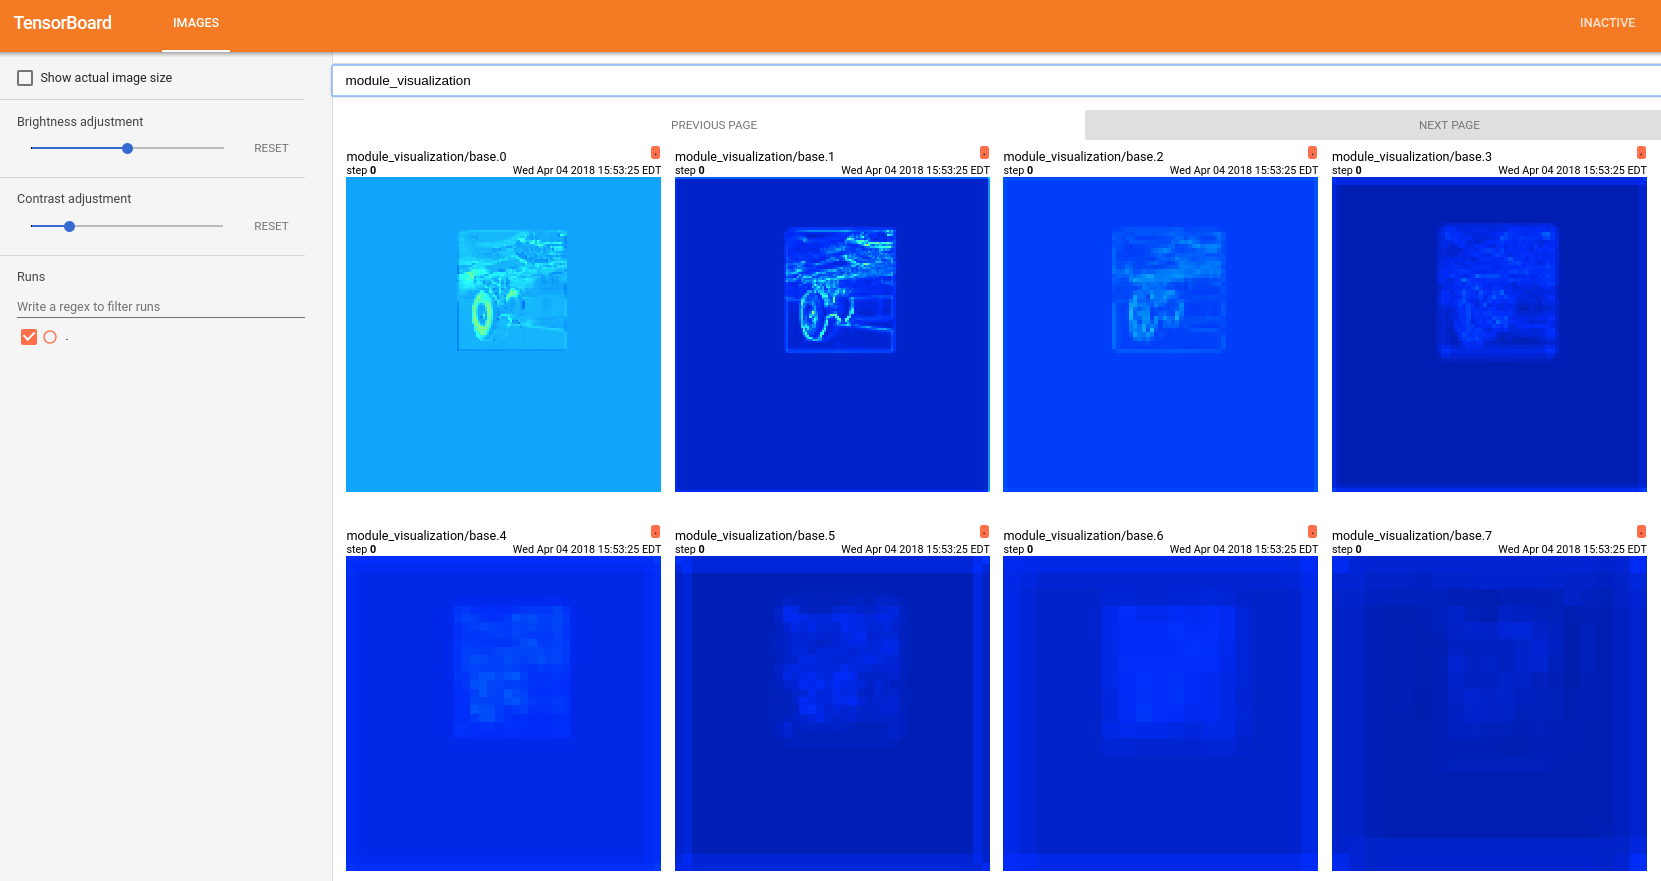 TensorBoard
IMAGES
INACTIVE
Show actual image size
Brightness adjustment
RESET
Contrast adjustment
RESET
Runs
Write a regex to filter runs
.
module_visualization
PREVIOUS PAGE
NEXT PAGE
module_visualization/base.0
step 0 Wed Apr 04 2018 15:53:25 EDT
module_visualization/base.1
step 0 Wed Apr 04 2018 15:53:25 EDT
module_visualization/base.2
step 0 Wed Apr 04 2018 15:53:25 EDT
module_visualization/base.3
step 0 Wed Apr 04 2018 15:53:25 EDT
module_visualization/base.4
step 0 Wed Apr 04 2018 15:53:25 EDT
module_visualization/base.5
step 0 Wed Apr 04 2018 15:53:25 EDT
module_visualization/base.6
step 0 Wed Apr 04 2018 15:53:25 EDT
module_visualization/base.7
step 0 Wed Apr 04 2018 15:53:25 EDT